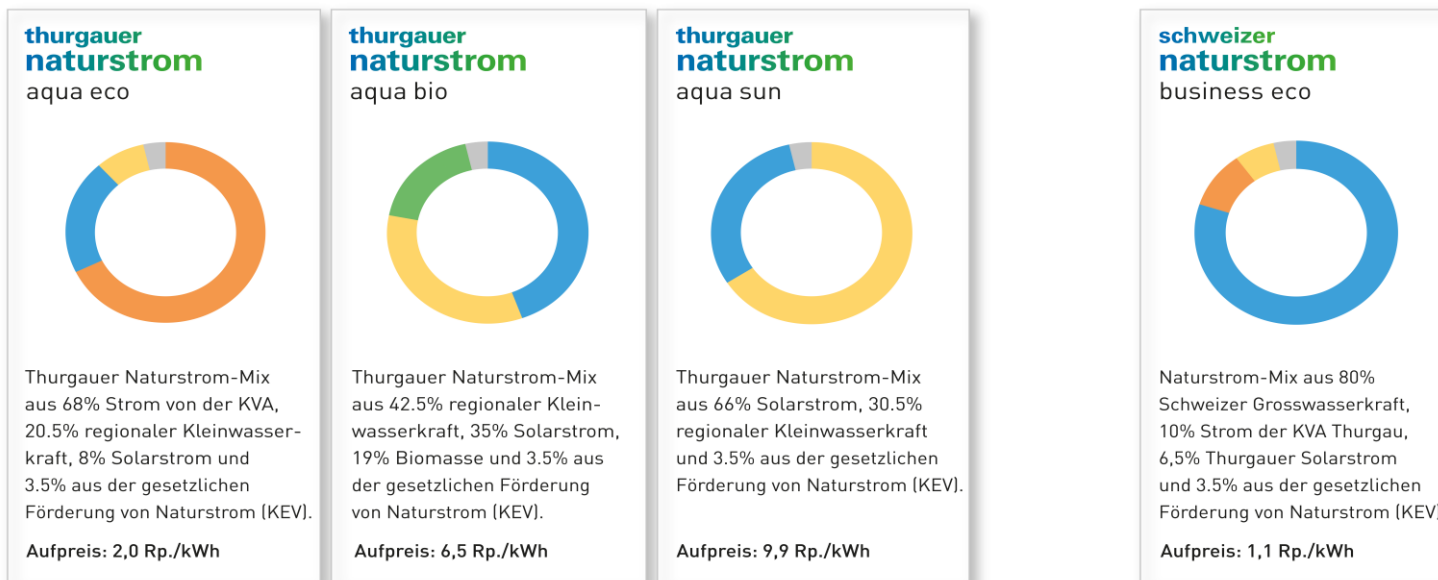 thurgauer
naturstrom
aqua eco
Thurgauer Naturstrom-Mix
aus 68% Strom von der KVA,
20.5% regionaler Kleinwasser-
kraft, 8% Solarstrom und
3.5% aus der gesetzlichen
Förderung von Naturstrom (KEV).
Aufpreis: 2,0 Rp./kWh
thurgauer
naturstrom
aqua bio
Thurgauer Naturstrom-Mix
aus 42.5% regionaler Klein-
wasserkraft, 35% Solarstrom,
19% Biomasse und 3.5% aus
der gesetzlichen Förderung
von Naturstrom (KEV).
Aufpreis: 6,5 Rp./kWh
thurgauer
naturstrom
aqua sun
Thurgauer Naturstrom-Mix
aus 66% Solarstrom, 30.5%
regionaler Kleinwasserkraft
und 3.5% aus der gesetzlichen
Förderung von Naturstrom (KEV).
Aufpreis: 9,9 Rp./kWh
schweizer
naturstrom
business eco
Naturstrom-Mix aus 80%
Schweizer Grosswasserkraft,
10% Strom der KVA Thurgau,
6,5% Thurgauer Solarstrom
und 3.5% aus der gesetzlichen
Förderung von Naturstrom (KEV)
Aufpreis: 1,1 Rp./kWh